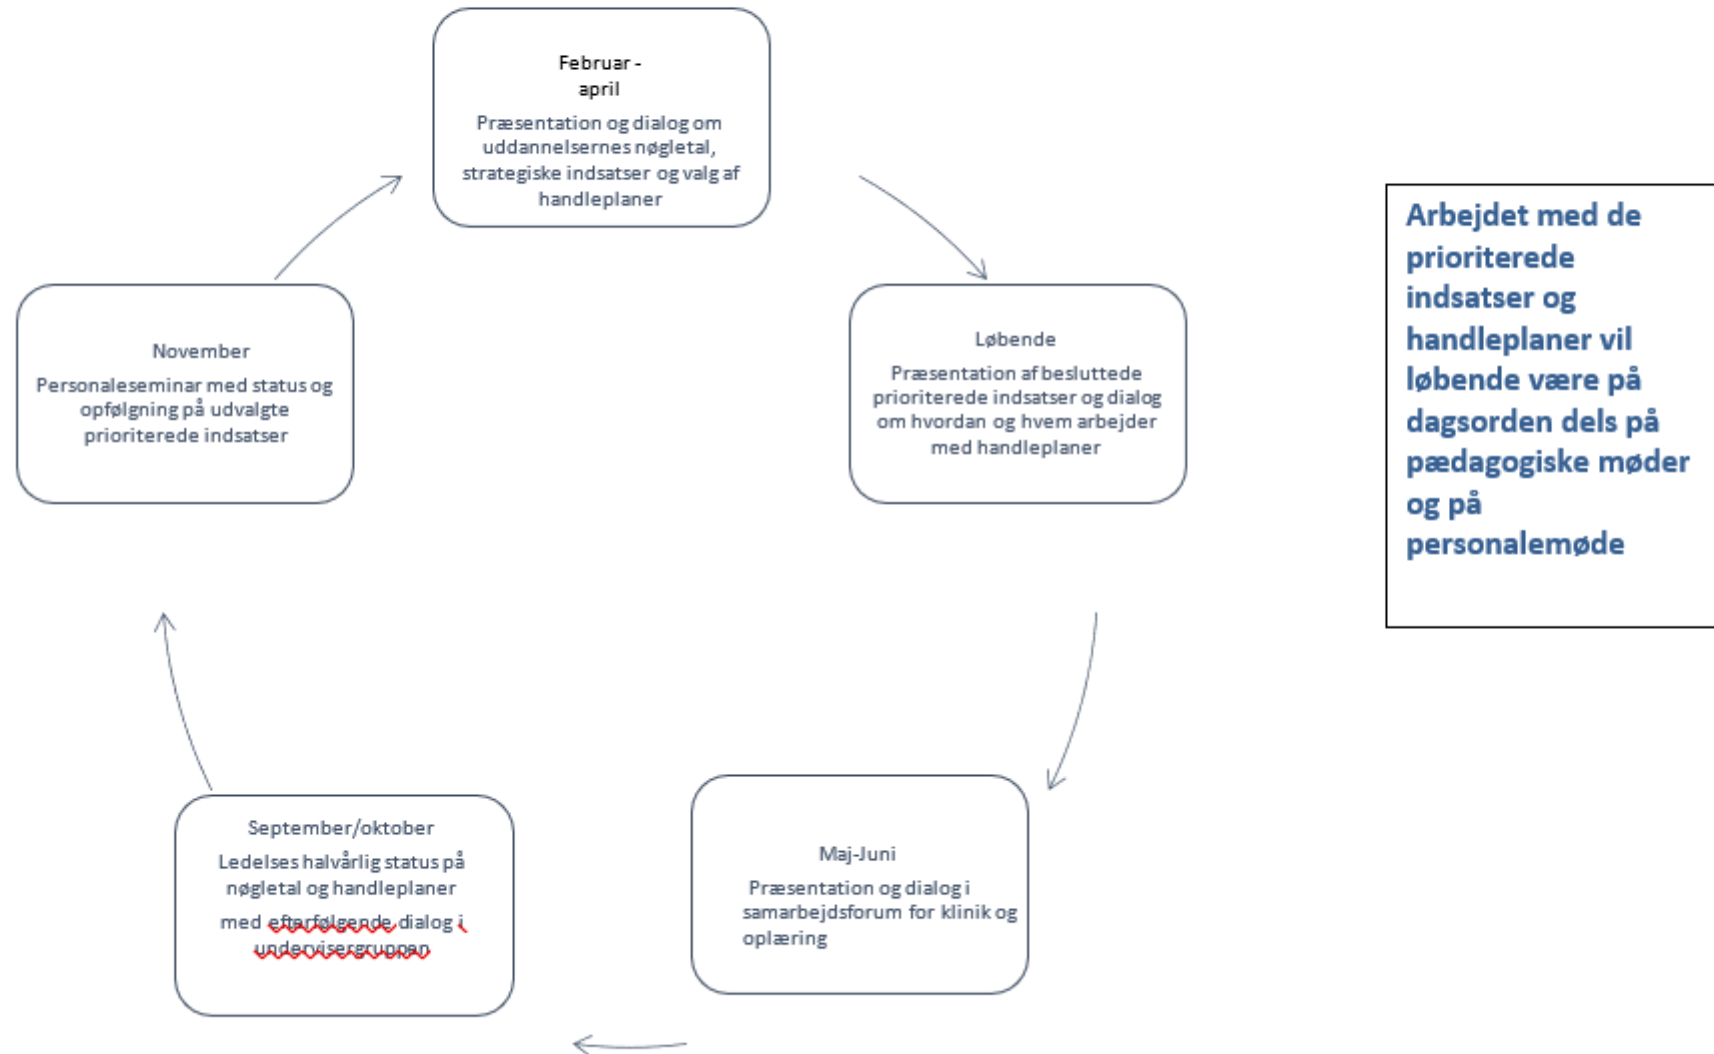 Februar -
april
Præsentation og dialog om
uddannelsernes nøgletal,
strategiske indsatser og valg af
handleplaner
Løbende
Præsentation af besluttede
prioriterede indsatser og dialog
om hvordan og hvem arbejder
med handleplaner
Maj-Juni
Præsentation og dialog i
samarbejdsforum for klinik og
oplæring
September/oktober
Ledelses halvårlig status på
nøgletal og handleplaner
med efterfølgende dialog i
undervisergruppen
November
Personaleseminar med status og
opfølgning på udvalgte
prioriterede indsatser
Arbejdet med de
prioriterede
indsatser og
handleplaner vil
løbende være på
dagsorden dels på
pædagogiske møder
og på
personalemøde